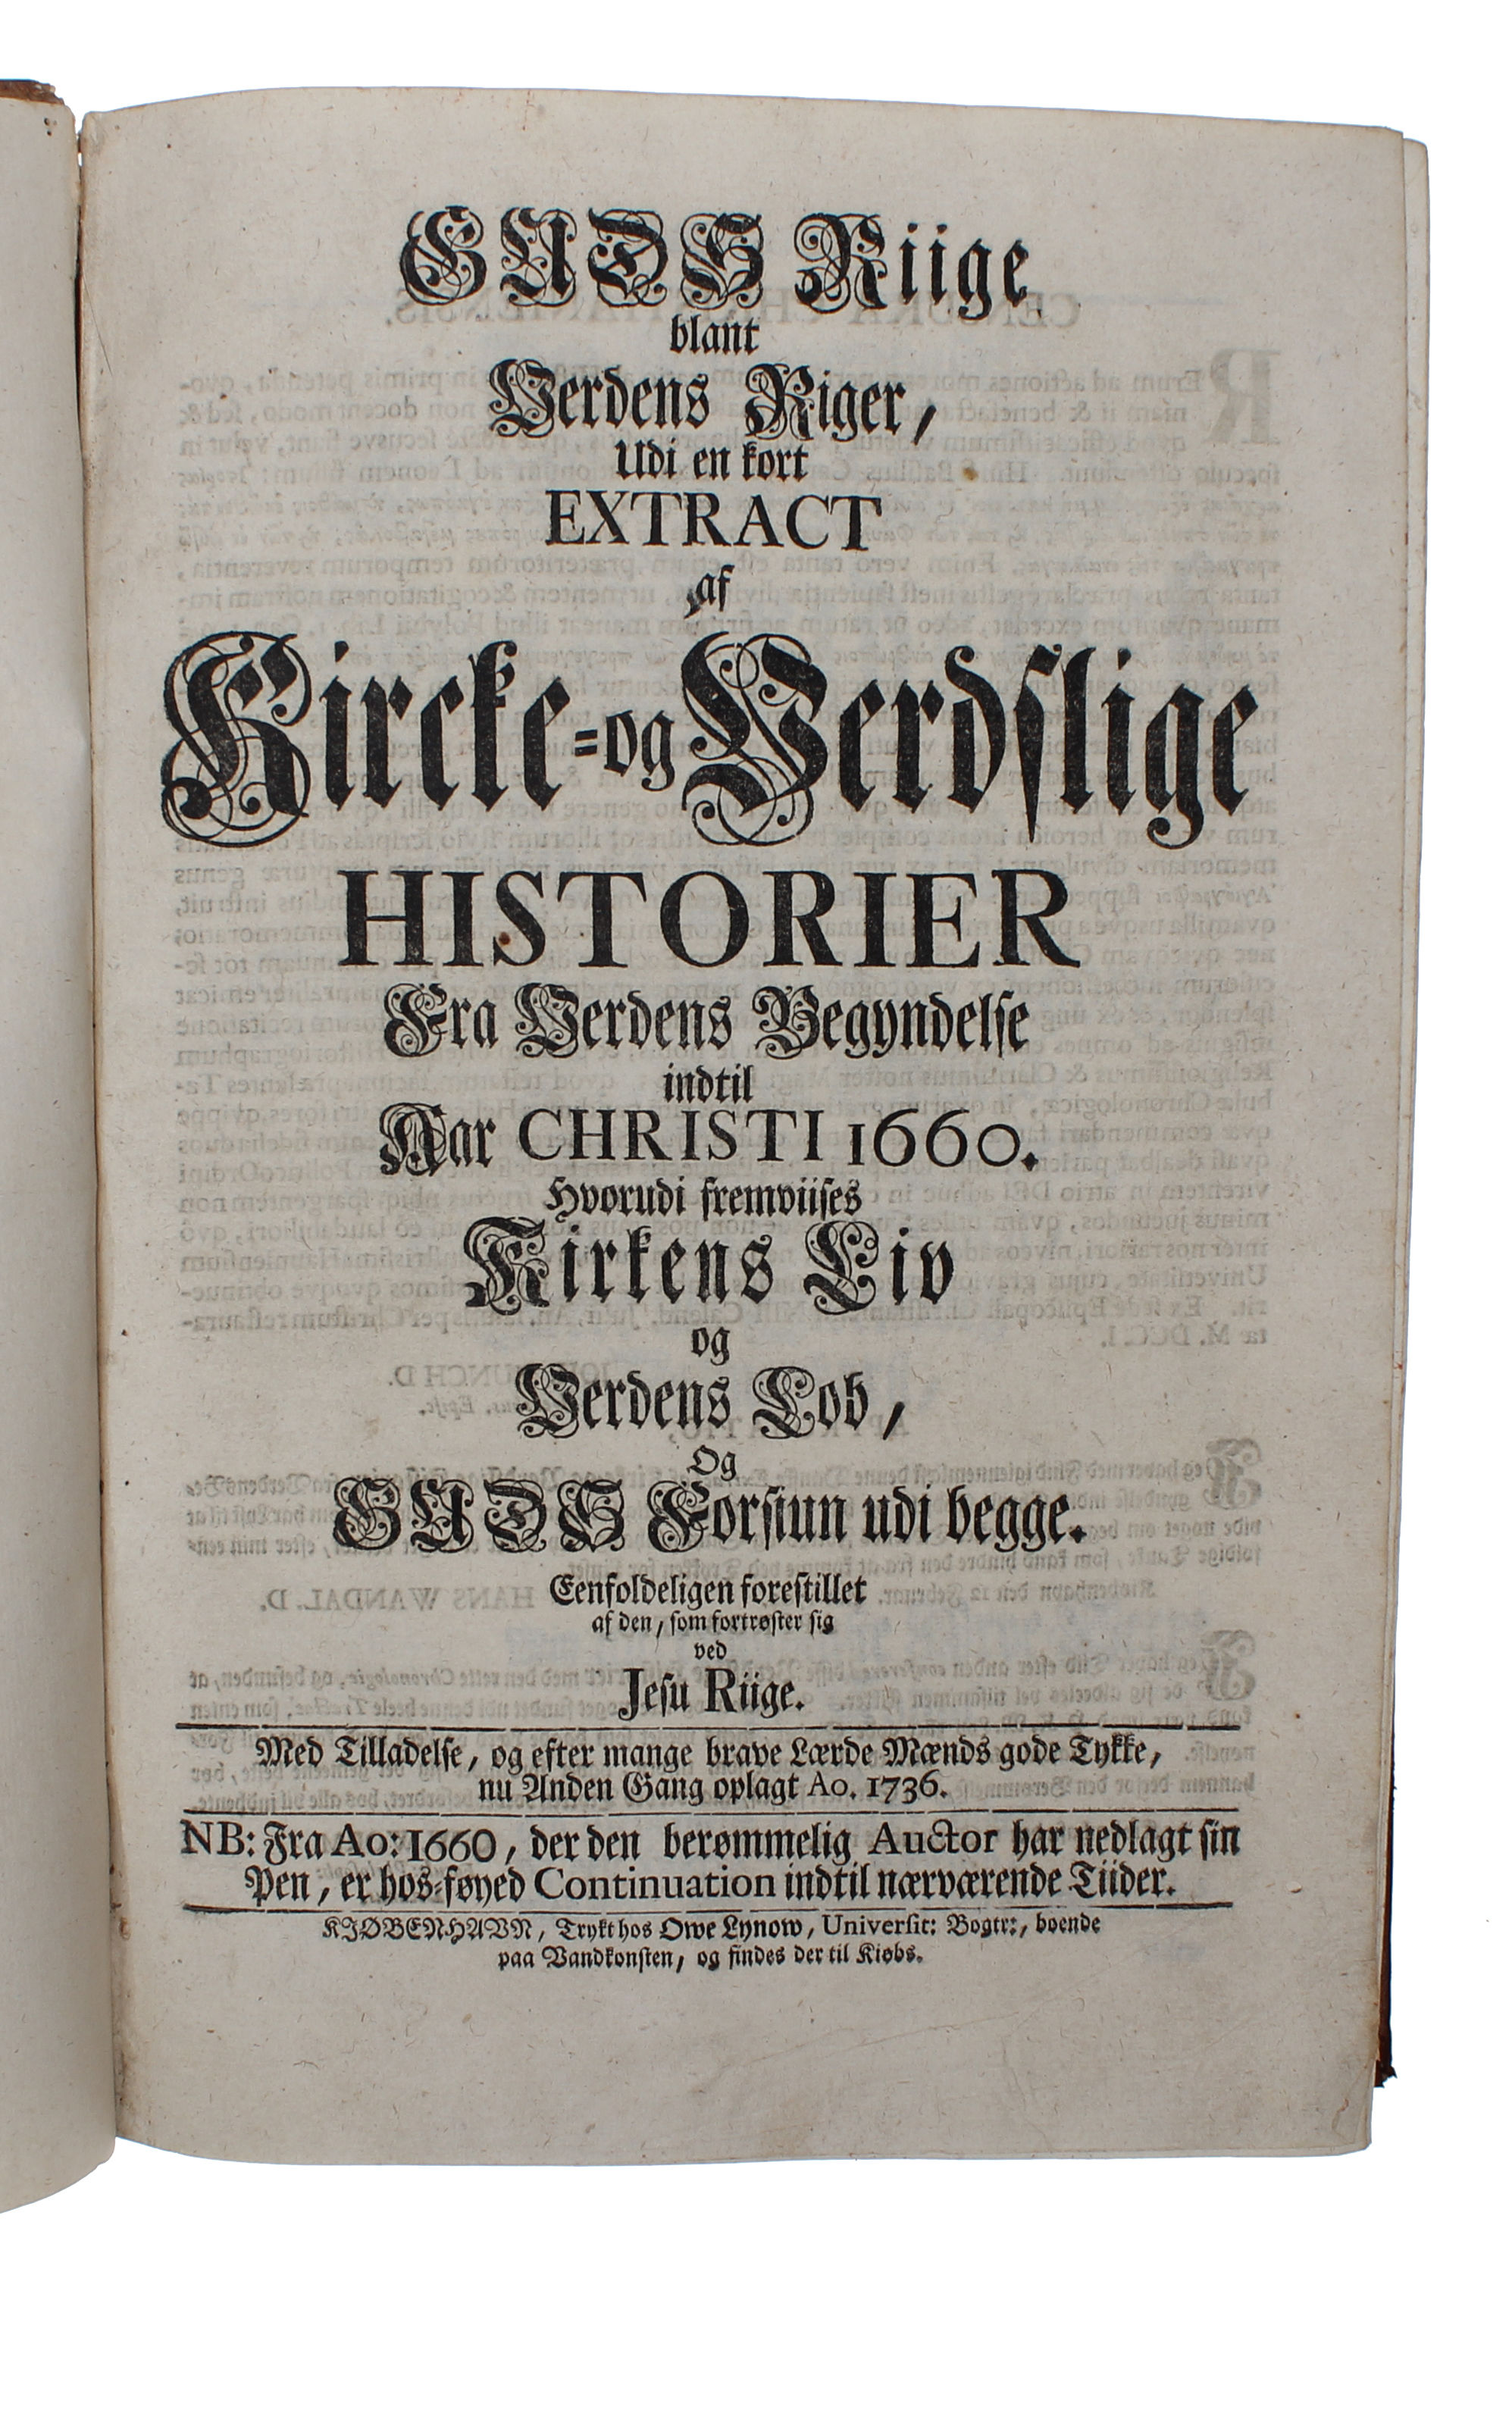 GUDS Riige
blant
Verdens Riger,
Udi en kort
EXTRACT
af
Kircke-og Verdslige
HISTORIER
Fra Verdens Begyndelse
indtil
Aar CHRISTI 1660.
Hvorudi fremviises
Kirkens Liv
og
Verdens Lob,
Og
GUDS Forsiun udi begge.
Eenfoldeligen forestillet
af den, som fortrøster sig
ved
Jesu Riige.
Med Tilladelse, og efter mange brave Lærde Mænds gode Tykke,
nu Anden Gang oplagt Ao. 1736.
NB: Fra Ao: 1660, der den berømmelig Auctor har nedlagt sin
Pen, er hos-føyed Continuation indtil nærværende Tiider.
KIØBENHAVN, Trykt hos Owe Lynow, Universit: Bogtr:, boende
paa Vandkonsten, og findes der til Kiøbs.